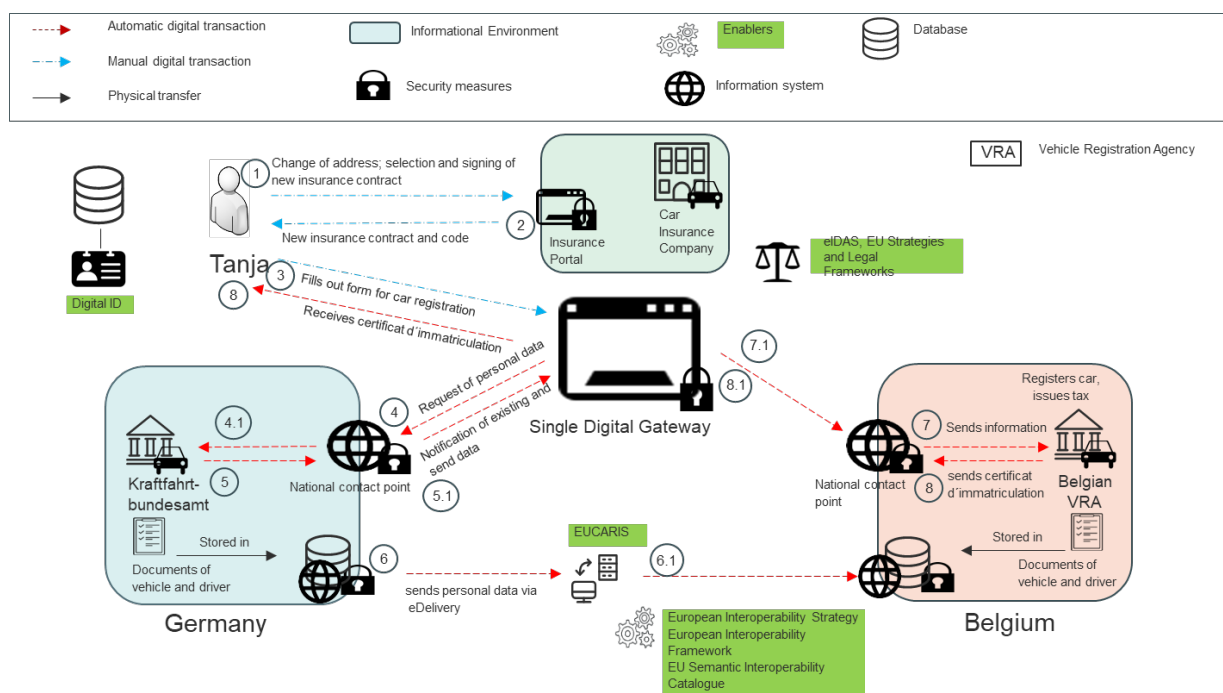 Automatic digital transaction
Informational Environment
Enablers
Database
Manual digital transaction
Security measures
Information system
Physical transfer
VRA
Vehicle Registration Agency
1
Change of address; selection and signing of
new insurance contract
2
New insurance contract and code
Insurance
Portal
Car
Insurance
Company
eIDAS, EU Strategies
and Legal
Frameworks
Digital ID
Tanja
3
8
Fills out form for car registration
Receives certificat d´immatriculation
Request of personal data
Notification of existing and
send data
Single Digital Gateway
7.1
8.1
4
4.1
5
5.1
Kraftfahrt-
bundesamt
National contact point
Stored in
Documents of
vehicle and driver
Germany
6
sends personal data via
eDelivery
EUCARIS
6.1
European Interoperability Strategy
European Interoperability
Framework
EU Semantic Interoperability
Catalogue
Registers car,
issues tax
7
Sends information
8
sends certificat
d´immatriculation
National contact
point
Belgian
VRA
Stored in
Documents of
vehicle and driver
Belgium